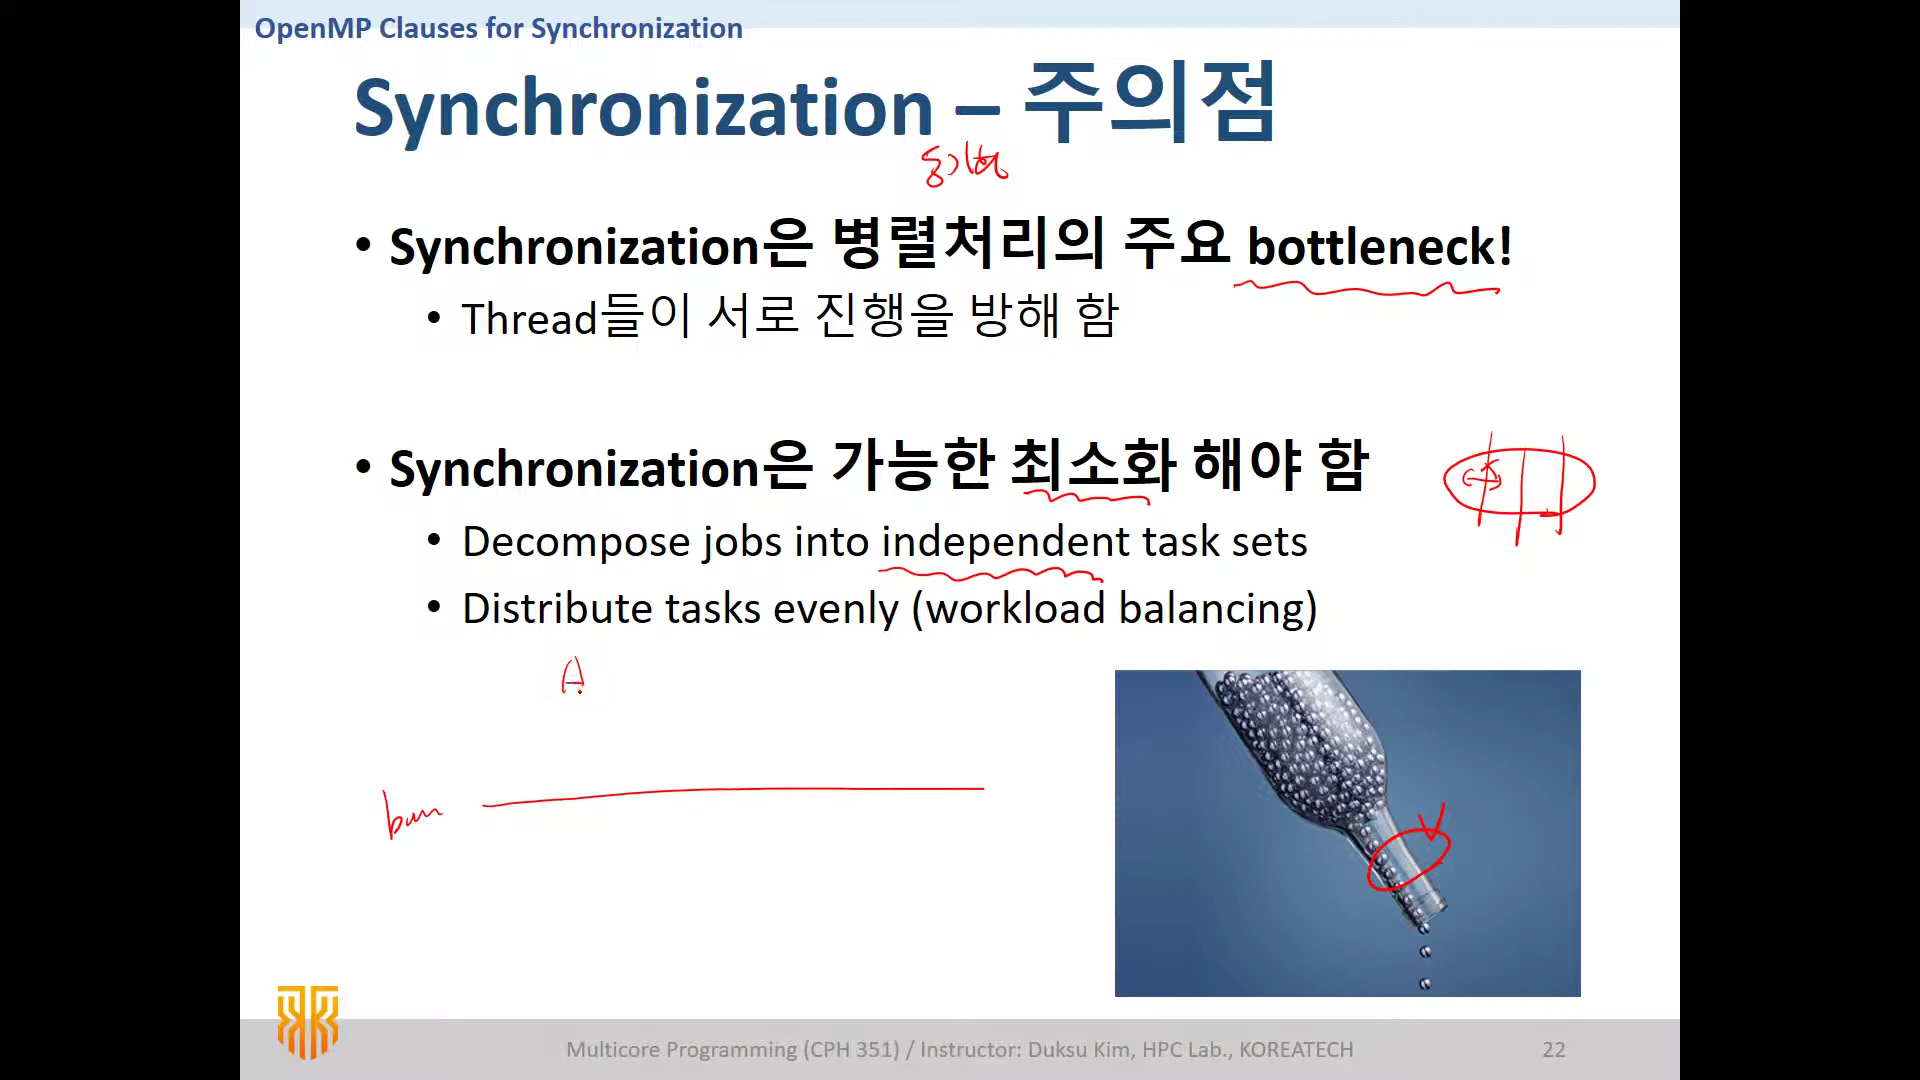 OpenMP Clauses for Synchronization
Synchronization – 주의점
동기화
• Synchronization은 병렬처리의 주요 bottleneck!
• Thread들이 서로 진행을 방해 함
• Synchronization은 가능한 최소화 해야 함
• Decompose jobs into independent task sets
• Distribute tasks evenly (workload balancing)
A
Multicore Programming (CPH 351) / Instructor: Duksu Kim, HPC Lab., KOREATECH 22